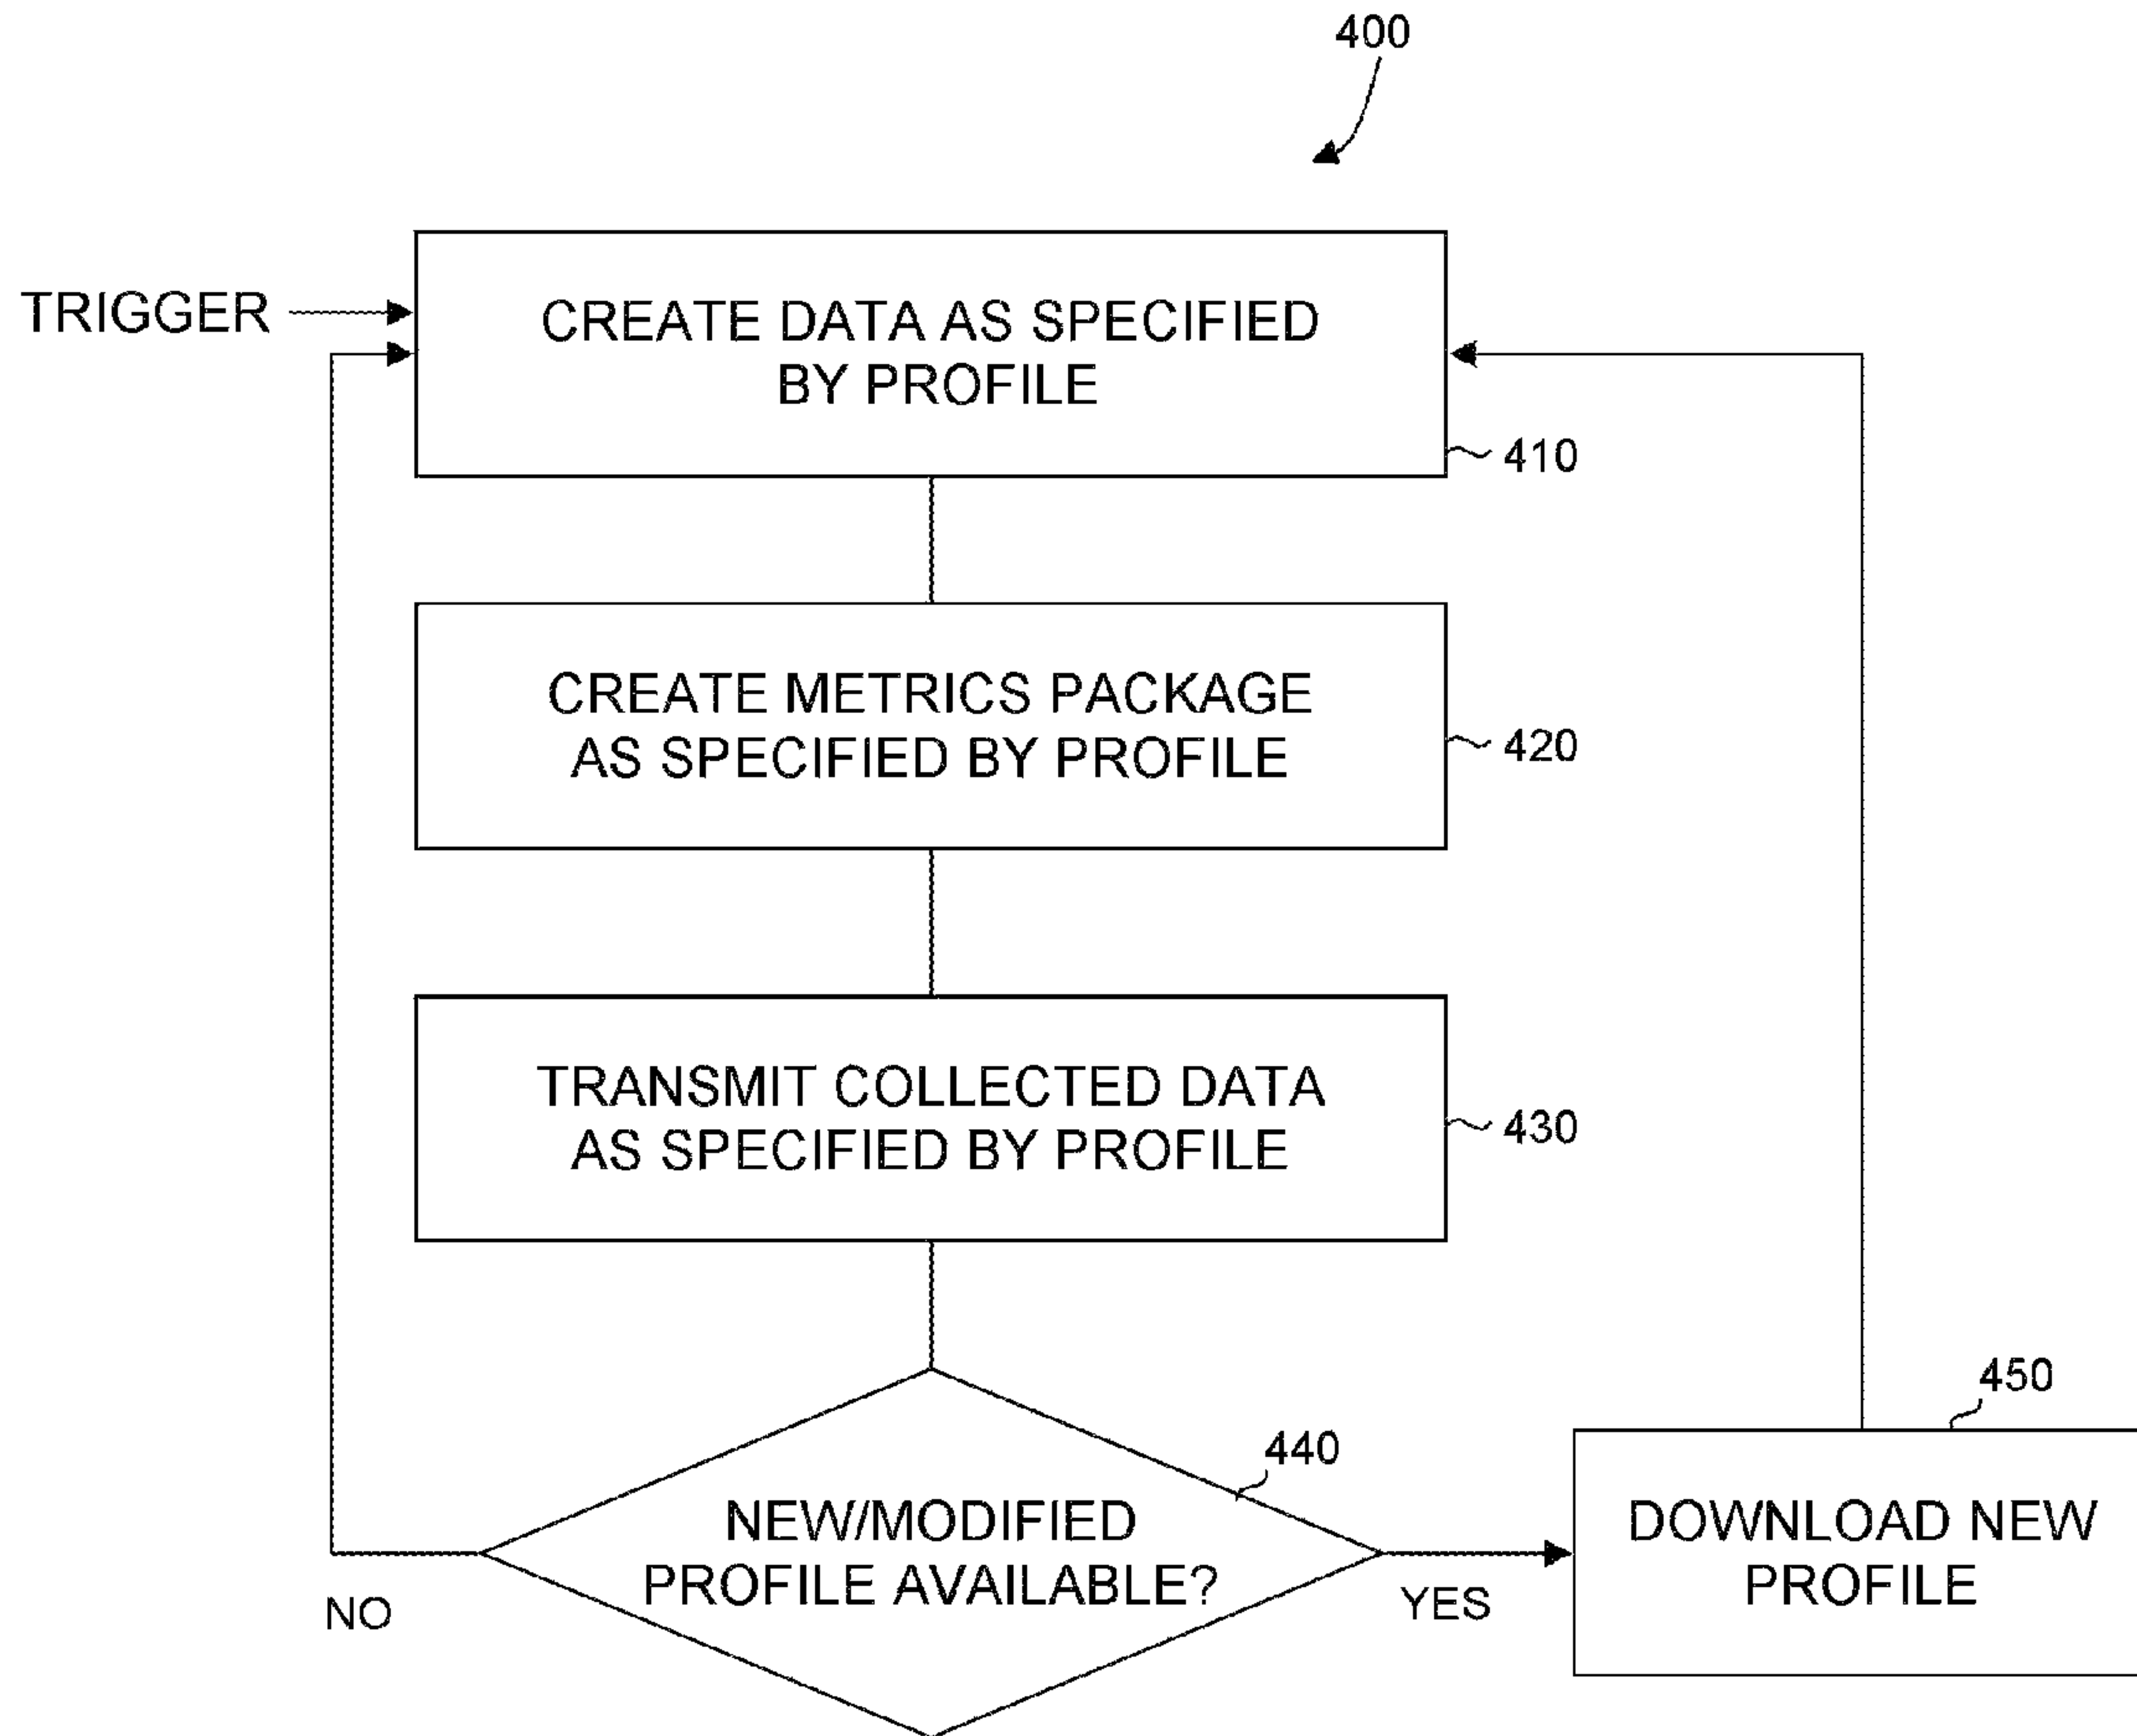 400
TRIGGER
CREATE DATA AS SPECIFIED
BY PROFILE
410
CREATE METRICS PACKAGE
AS SPECIFIED BY PROFILE
420
TRANSMIT COLLECTED DATA
AS SPECIFIED BY PROFILE
430
440
NEW/MODIFIED
PROFILE AVAILABLE?
NO
YES
450
DOWNLOAD NEW
PROFILE